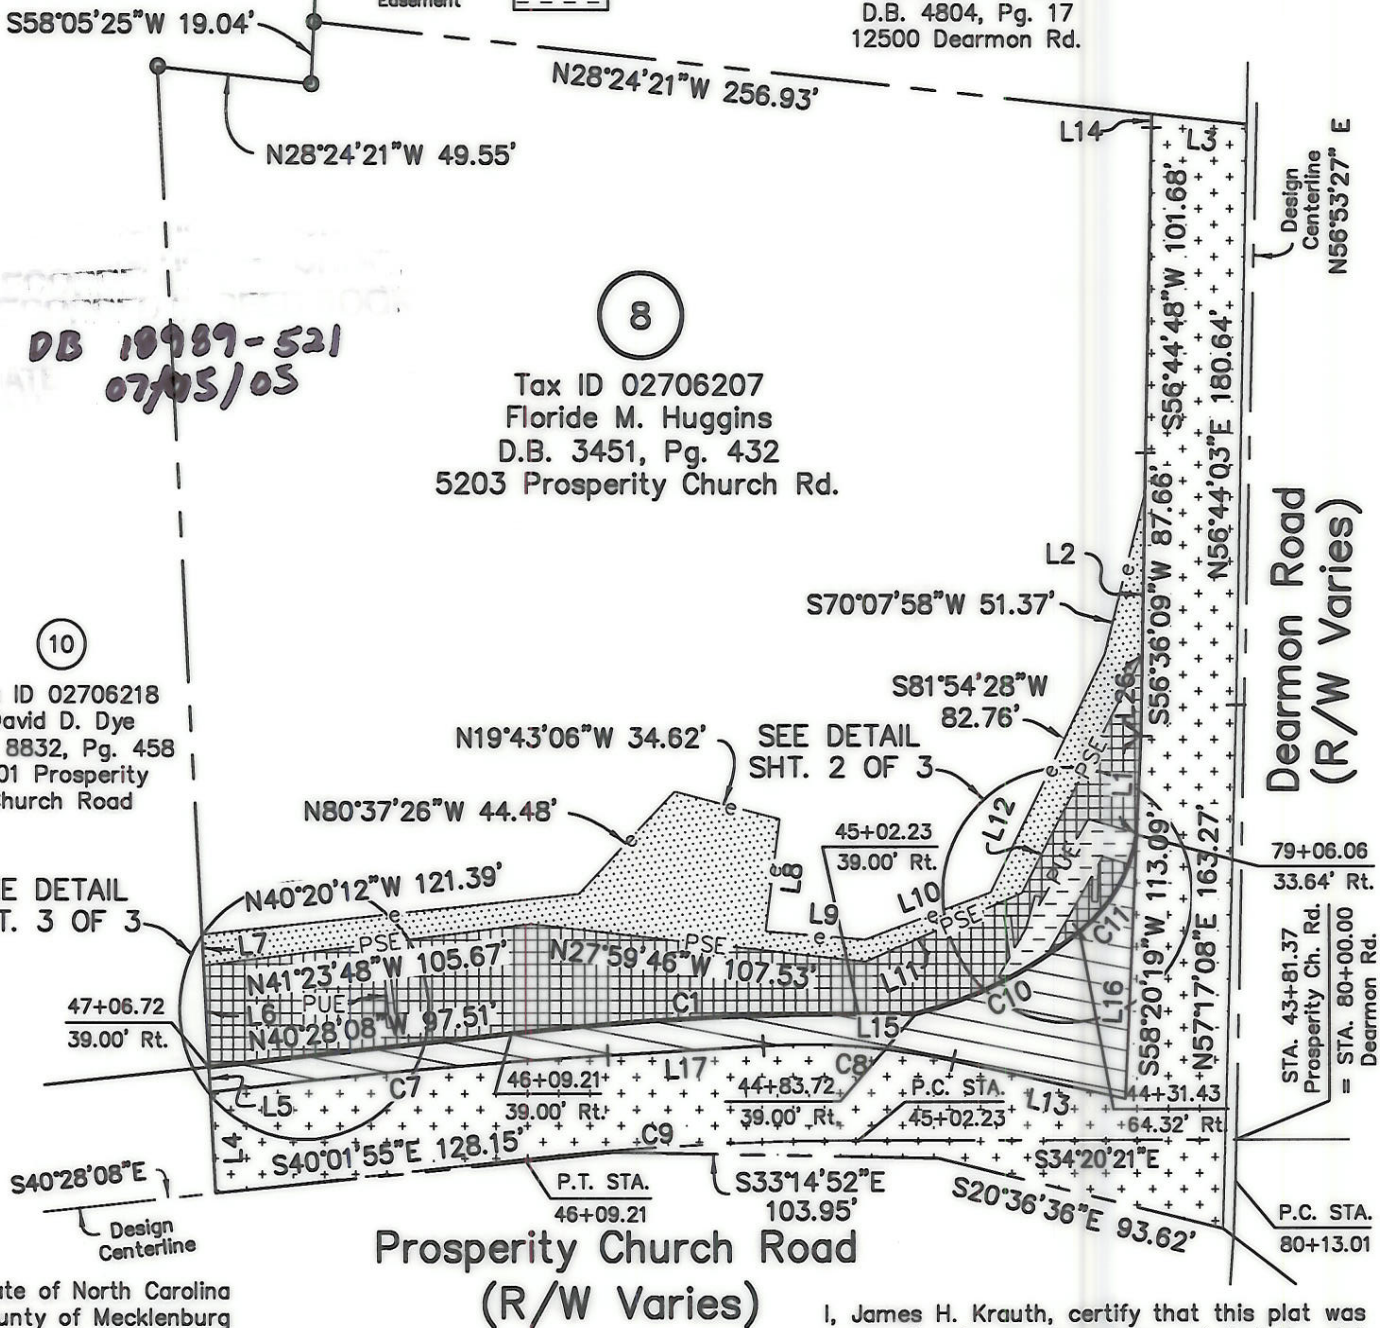 Easement
D.B. 4804, Pg. 17
12500 Dearmon Rd.
S58°05'25"W 19.04'
N28°24'21"W 256.93'
N28°24'21"W 49.55'
L14
L3
Design
Centerline
N56°53'27" E
S56°44'48"W 101.68'
N56°44'03"E 180.64'
DB 18989-521
07/05/05
8
Tax ID 02706207
Floride M. Huggins
D.B. 3451, Pg. 432
5203 Prosperity Church Rd.
L2
S70°07'58"W 51.37'
S56°36'09"W 87.66'
Dearmon Road
(R/W Varies)
10
ID 02706218
David D. Dye
8832, Pg. 458
01 Prosperity
Church Road
S81°54'28"W
82.76'
L26
N19°43'06"W 34.62'
SEE DETAIL
SHT. 2 OF 3
e
PSE
L1
L12
PUE
N80°37'26"W 44.48'
e
e
45+02.23
39.00' Rt.
79+06.06
33.64' Rt.
E DETAIL
T. 3 OF 3
N40°20'12"W 121.39'
e
L8
e
L9
L10
e
PSE
C11
S58°20'19"W 113.09'
N57°17'08"E 163.27'
STA. 43+81.37
Prosperity Ch. Rd.
= STA. 80+00.00
Dearmon Rd.
L7
PSE
PSE
N41°23'48"W 105.67'
N27°59'46"W 107.53'
L11
PUE
C1
C10
L16
47+06.72
39.00' Rt.
L6
N40°28'08"W 97.51'
L15
L5
C7
46+09.21
39.00' Rt.
L17
44+83.72
39.00' Rt.
C8
P.C. STA.
45+02.23
L13
44+31.43
64.32' Rt.
L4
S40°01'55"E 128.15'
C9
S34°20'21"E
S40°28'08"E
Design
Centerline
P.T. STA.
46+09.21
S33°14'52"E
103.95'
S20°36'36"E 93.62'
P.C. STA.
80+13.01
Prosperity Church Road
(R/W Varies)
ate of North Carolina
unty of Mecklenburg
I, James H. Krauth, certify that this plat was